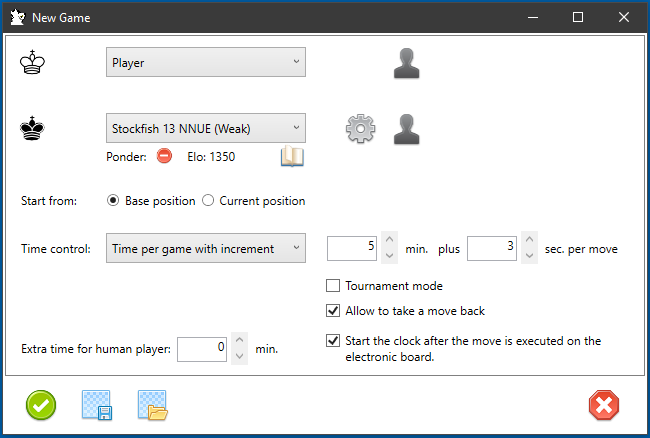 New Game
Player
Stockfish 13 NNUE (Weak)
Ponder: Elo: 1350
Start from: Base position Current position
Time control: Time per game with increment 5 min. plus 3 sec. per move
Tournament mode
Allow to take a move back
Extra time for human player: 0 min. Start the clock after the move is executed on the
electronic board.